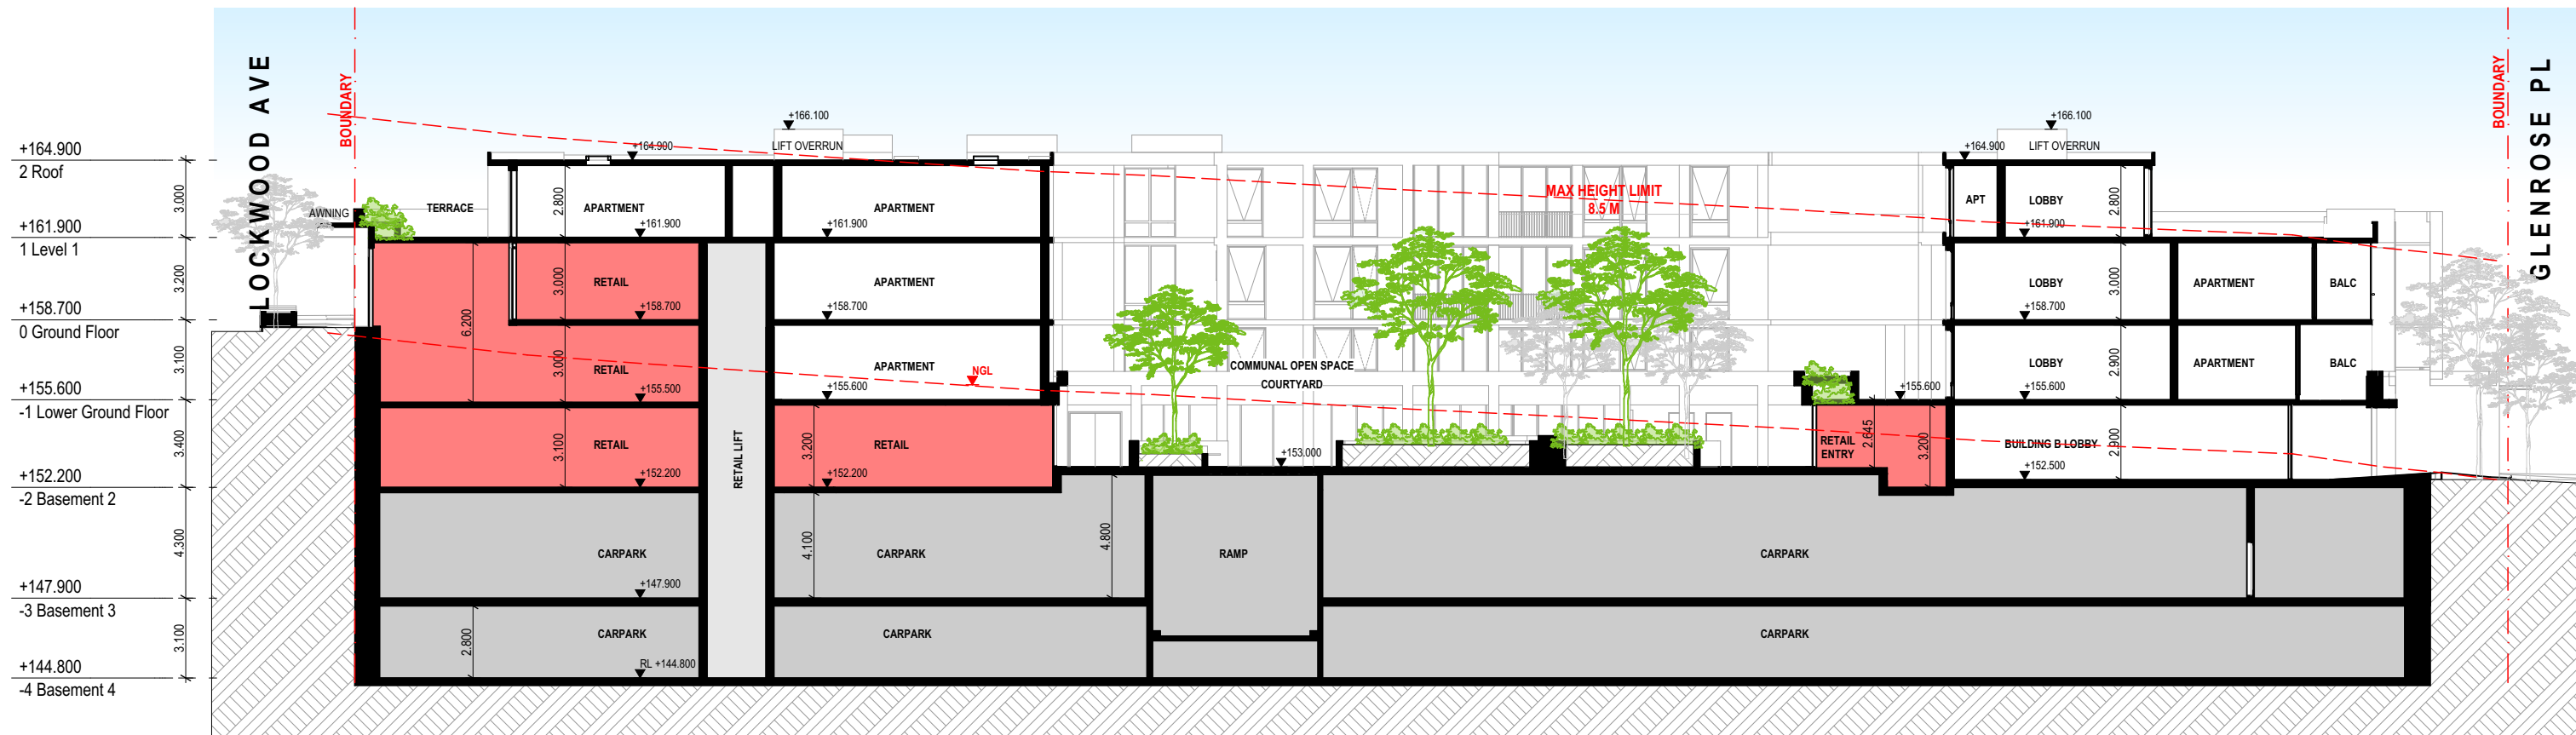 LOCKWOOD AVE
BOUNDARY
BOUNDARY
GLENROSE PL
+166.100
+166.100
LIFT OVERRUN
LIFT OVERRUN
+164.900
2 Roof
+164.900
+164.900
3.000
AWNING
TERRACE
2.800
APARTMENT
APARTMENT
MAX HEIGHT LIMIT
8.5 M
APT
LOBBY
2.800
+161.900
1 Level 1
+161.900
+161.900
+161.900
3.200
6.200
3.000
RETAIL
APARTMENT
LOBBY
3.000
APARTMENT
BALC
+158.700
0 Ground Floor
+158.700
+158.700
+158.700
3.100
3.000
RETAIL
APARTMENT
NGL
COMMUNAL OPEN SPACE
COURTYARD
LOBBY
2.900
APARTMENT
BALC
+155.600
-1 Lower Ground Floor
+155.500
+155.600
+155.600
+155.600
3.400
3.100
RETAIL
RETAIL LIFT
3.200
RETAIL
RETAIL
ENTRY
2.645
3.200
BUILDING B LOBBY
2.900
+153.000
+152.200
-2 Basement 2
+152.200
+152.200
+152.500
4.300
CARPARK
4.100
CARPARK
4.800
RAMP
CARPARK
+147.900
-3 Basement 3
+147.900
3.100
2.800
CARPARK
CARPARK
CARPARK
+144.800
-4 Basement 4
RL +144.800